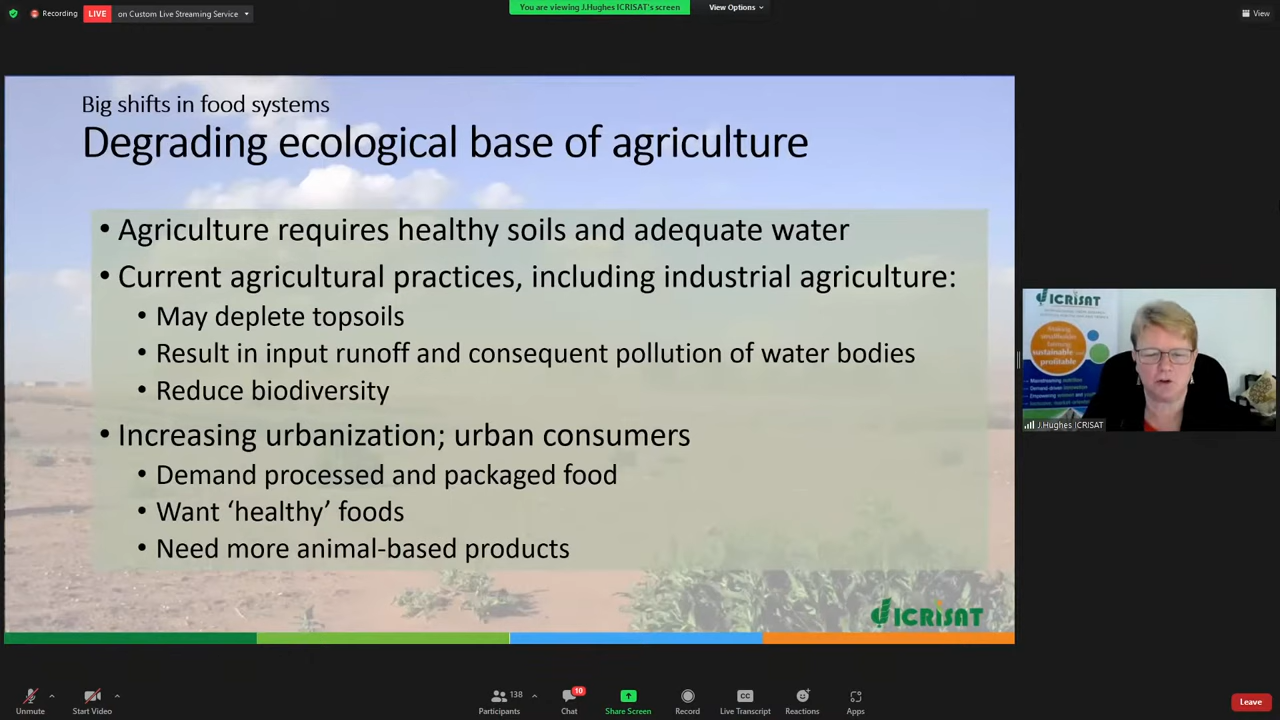 Recording
LIVE
on Custom Live Streaming Service
You are viewing J.Hughes ICRISAT's screen
View Options
View
Big shifts in food systems
Degrading ecological base of agriculture
• Agriculture requires healthy soils and adequate water
• Current agricultural practices, including industrial agriculture:
• May deplete topsoils
• Result in input runoff and consequent pollution of water bodies
• Reduce biodiversity
• Increasing urbanization; urban consumers
• Demand processed and packaged food
• Want ‘healthy’ foods
• Need more animal-based products
ICRISAT
ICRISAT
sustainable
profitable
J.Hughes ICRISAT
Unmute
Start Video
138
Participants
10
Chat
Share Screen
Record
CC
Live Transcript
Reactions
Apps
Leave